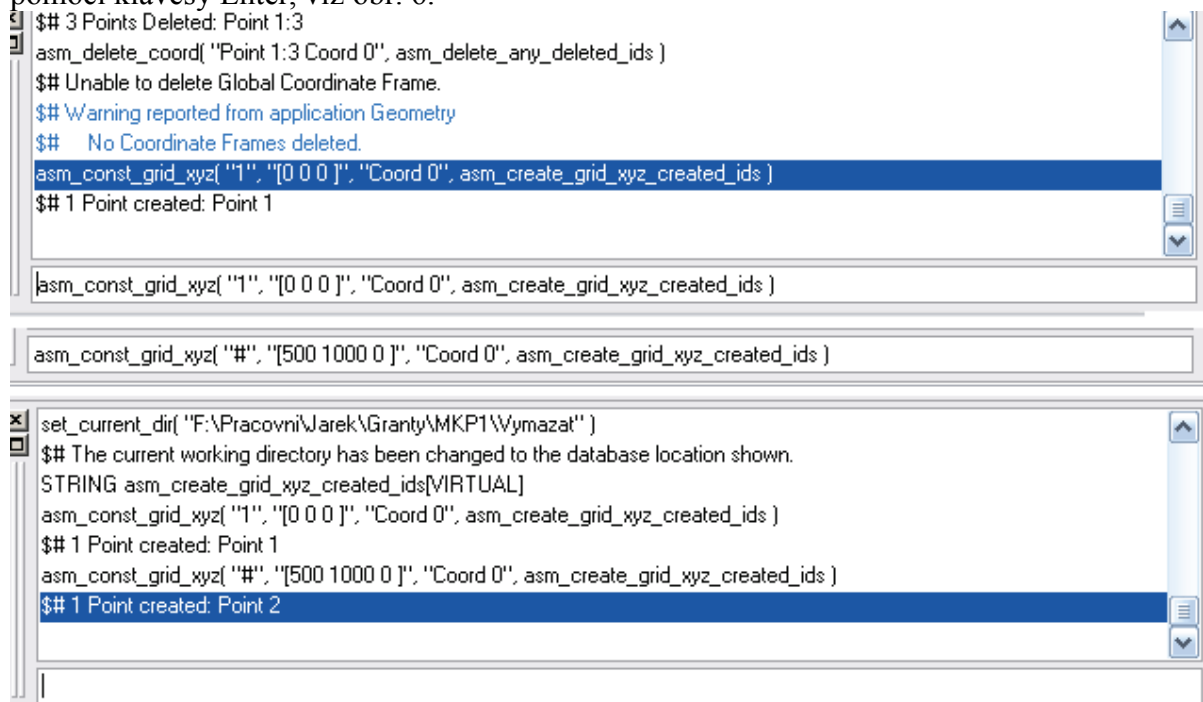 pomocí klávesy Enter, viz obr. 6.
$# 3 Points Deleted: Point 1:3
asm_delete_coord( "Point 1:3 Coord 0", asm_delete_any_deleted_ids )
$# Unable to delete Global Coordinate Frame.
$# Warning reported from application Geometry
$# No Coordinate Frames deleted.
asm_const_grid_xyz( "1", "[0 0 0 ]", "Coord 0", asm_create_grid_xyz_created_ids )
$# 1 Point created: Point 1
asm_const_grid_xyz( "1", "[0 0 0 ]", "Coord 0", asm_create_grid_xyz_created_ids )
asm_const_grid_xyz( "#", "[500 1000 0 ]", "Coord 0", asm_create_grid_xyz_created_ids )
set_current_dir( "F:\Pracovni\Jarek\Granty\MKP1\Vymazat" )
$# The current working directory has been changed to the database location shown.
STRING asm_create_grid_xyz_created_ids[VIRTUAL]
asm_const_grid_xyz( "1", "[0 0 0 ]", "Coord 0", asm_create_grid_xyz_created_ids )
$# 1 Point created: Point 1
asm_const_grid_xyz( "#", "[500 1000 0 ]", "Coord 0", asm_create_grid_xyz_created_ids )
$# 1 Point created: Point 2